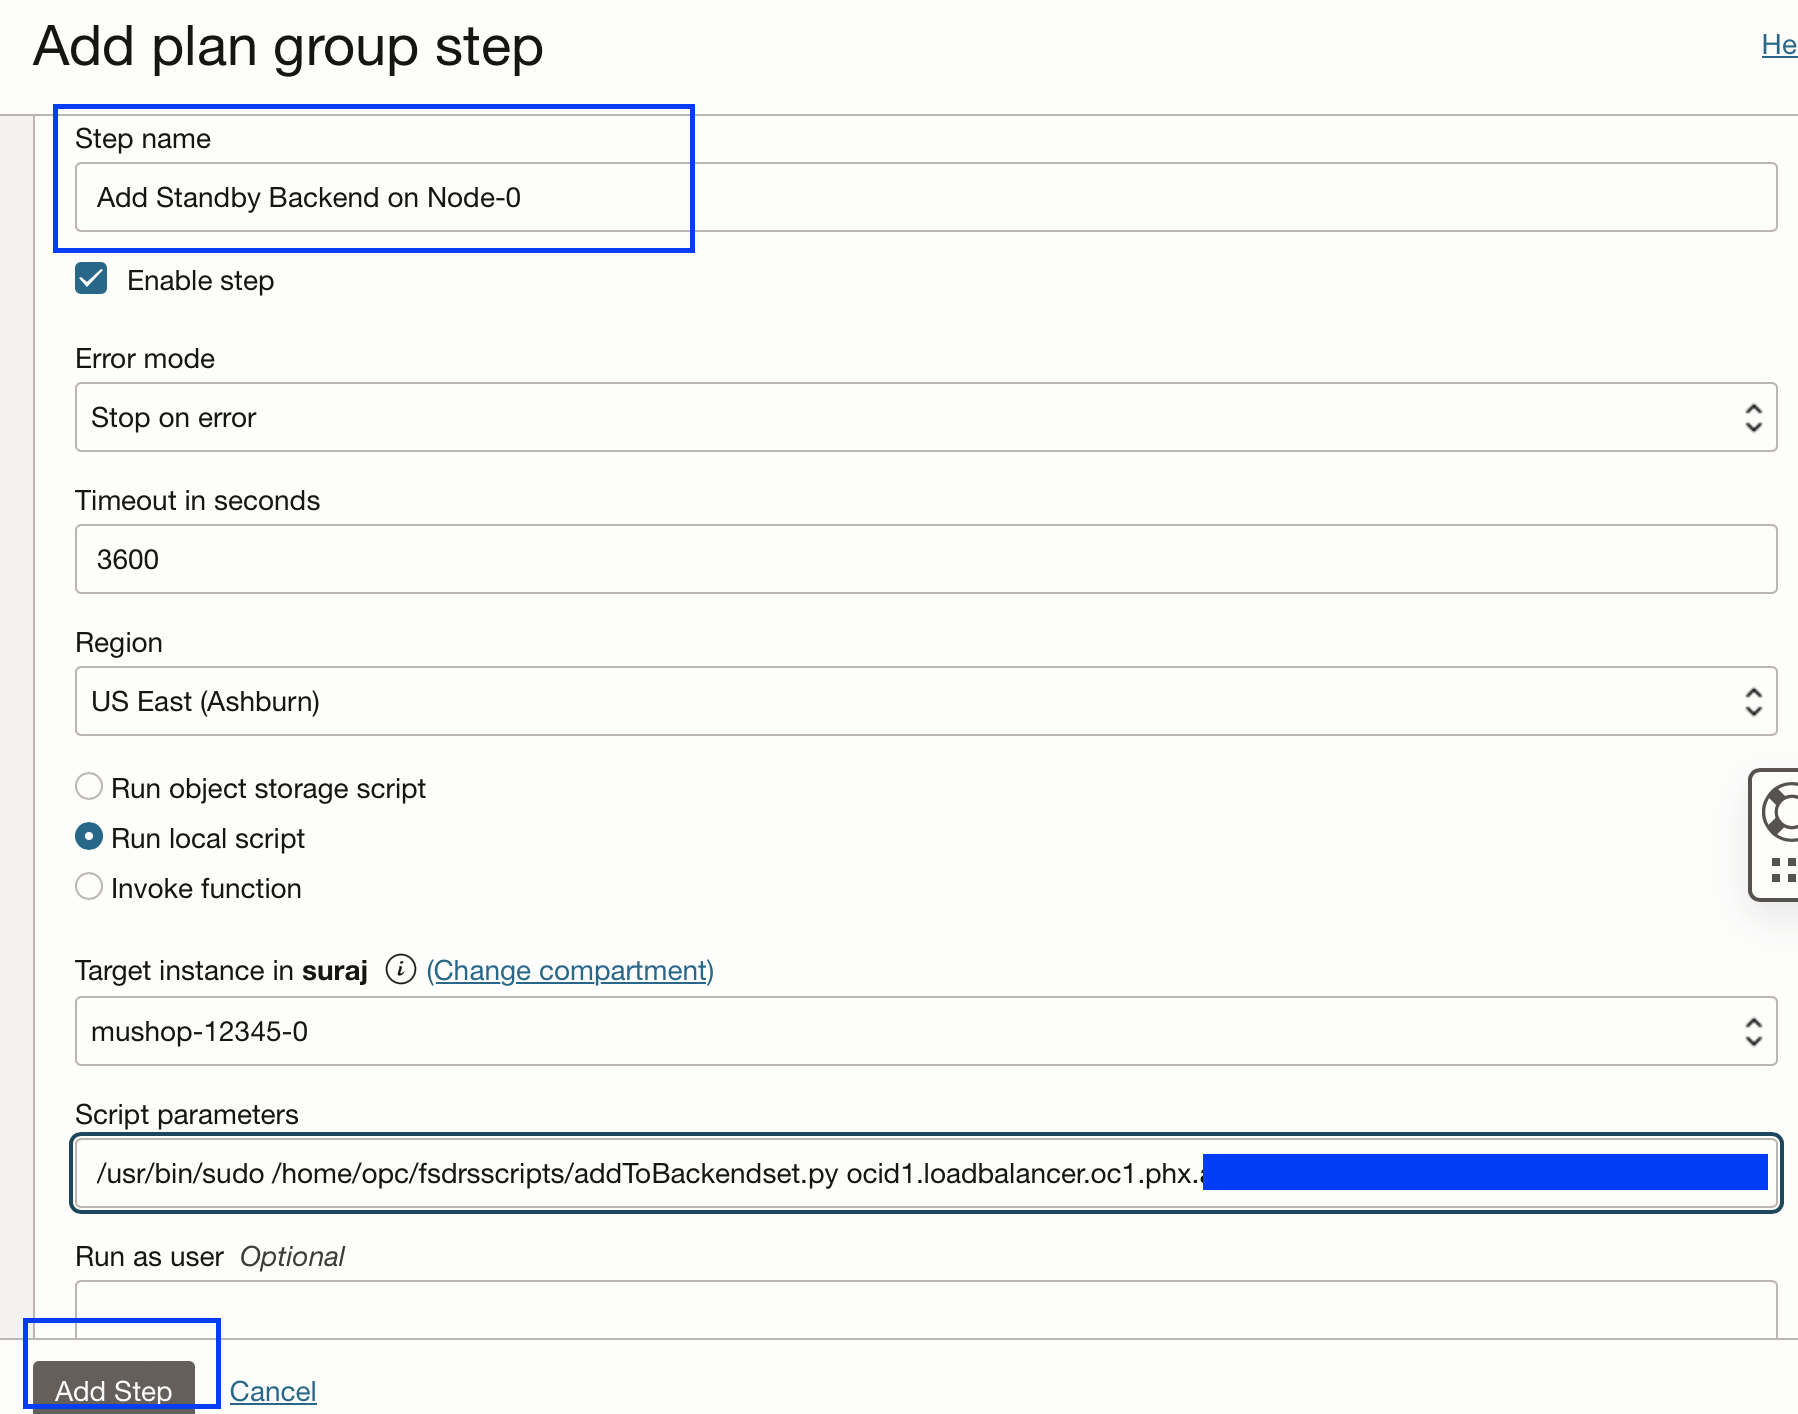 Add plan group step
He
Step name
Add Standby Backend on Node-0
Enable step
Error mode
Stop on error
Timeout in seconds
3600
Region
US East (Ashburn)
Run object storage script
Run local script
Invoke function
Target instance in suraj (Change compartment)
mushop-12345-0
Script parameters
/usr/bin/sudo /home/opc/fsdrsscripts/addToBackendset.py ocid1.loadbalancer.oc1.phx.
Run as user Optional
Add Step Cancel